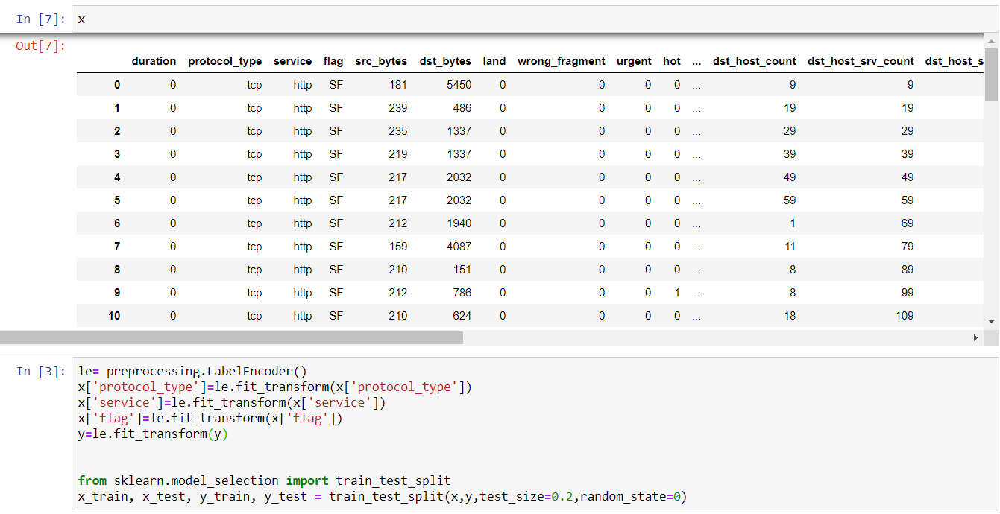 In [7]: x
Out[7]:
duration protocol_type service flag src_bytes dst_bytes land wrong_fragment urgent hot ... dst_host_count dst_host_srv_count dst_host_s
0 0 tcp http SF 181 5450 0 0 0 0 ... 9 9
1 0 tcp http SF 239 486 0 0 0 0 ... 19 19
2 0 tcp http SF 235 1337 0 0 0 0 ... 29 29
3 0 tcp http SF 219 1337 0 0 0 0 ... 39 39
4 0 tcp http SF 217 2032 0 0 0 0 ... 49 49
5 0 tcp http SF 217 2032 0 0 0 0 ... 59 59
6 0 tcp http SF 212 1940 0 0 0 0 ... 1 69
7 0 tcp http SF 159 4087 0 0 0 0 ... 11 79
8 0 tcp http SF 210 151 0 0 0 0 ... 8 89
9 0 tcp http SF 212 786 0 0 0 1 ... 8 99
10 0 tcp http SF 210 624 0 0 0 0 ... 18 109
In [3]: le= preprocessing.LabelEncoder()
x['protocol_type']=le.fit_transform(x['protocol_type'])
x['service']=le.fit_transform(x['service'])
x['flag']=le.fit_transform(x['flag'])
y=le.fit_transform(y)
from sklearn.model_selection import train_test_split
x_train, x_test, y_train, y_test = train_test_split(x,y,test_size=0.2,random_state=0)